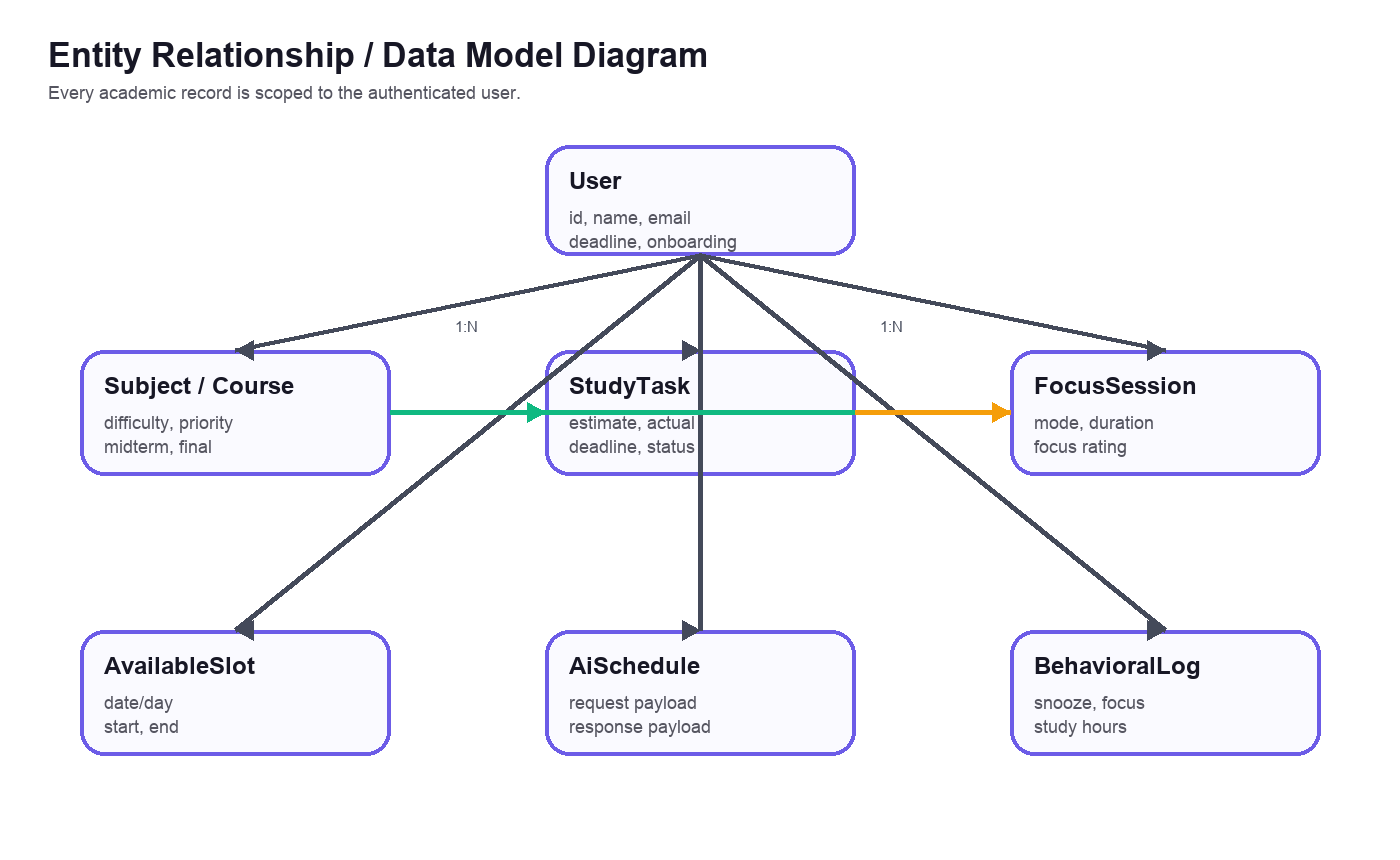 Entity Relationship / Data Model Diagram
Every academic record is scoped to the authenticated user.
User
id, name, email
deadline, onboarding
1:N
1:N
Subject / Course
difficulty, priority
midterm, final
StudyTask
estimate, actual
deadline, status
FocusSession
mode, duration
focus rating
AvailableSlot
date/day
start, end
AiSchedule
request payload
response payload
BehavioralLog
snooze, focus
study hours